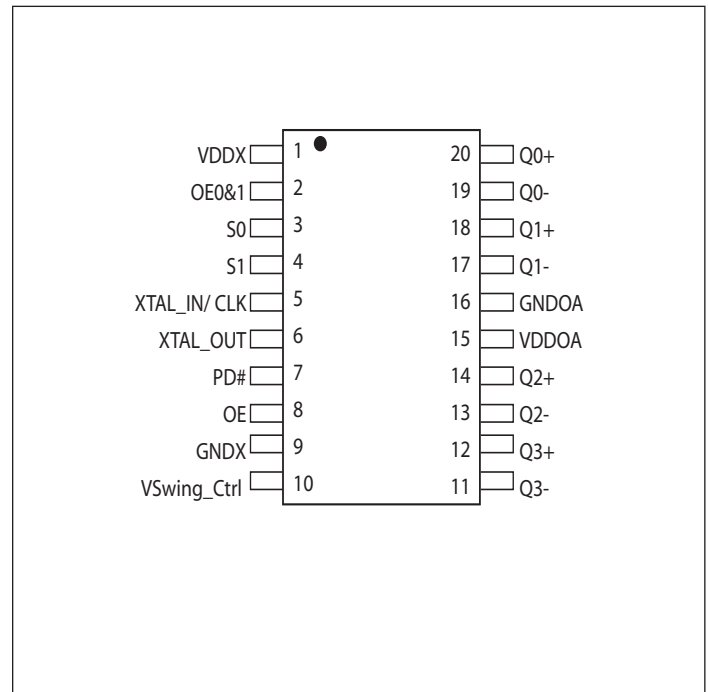 VDDX 1 20 Q0+
OE0&1 2 19 Q0-
S0 3 18 Q1+
S1 4 17 Q1-
XTAL_IN/ CLK 5 16 GNDOA
XTAL_OUT 6 15 VDDOA
PD# 7 14 Q2+
OE 8 13 Q2-
GNDX 9 12 Q3+
VSwing_Ctrl 10 11 Q3-